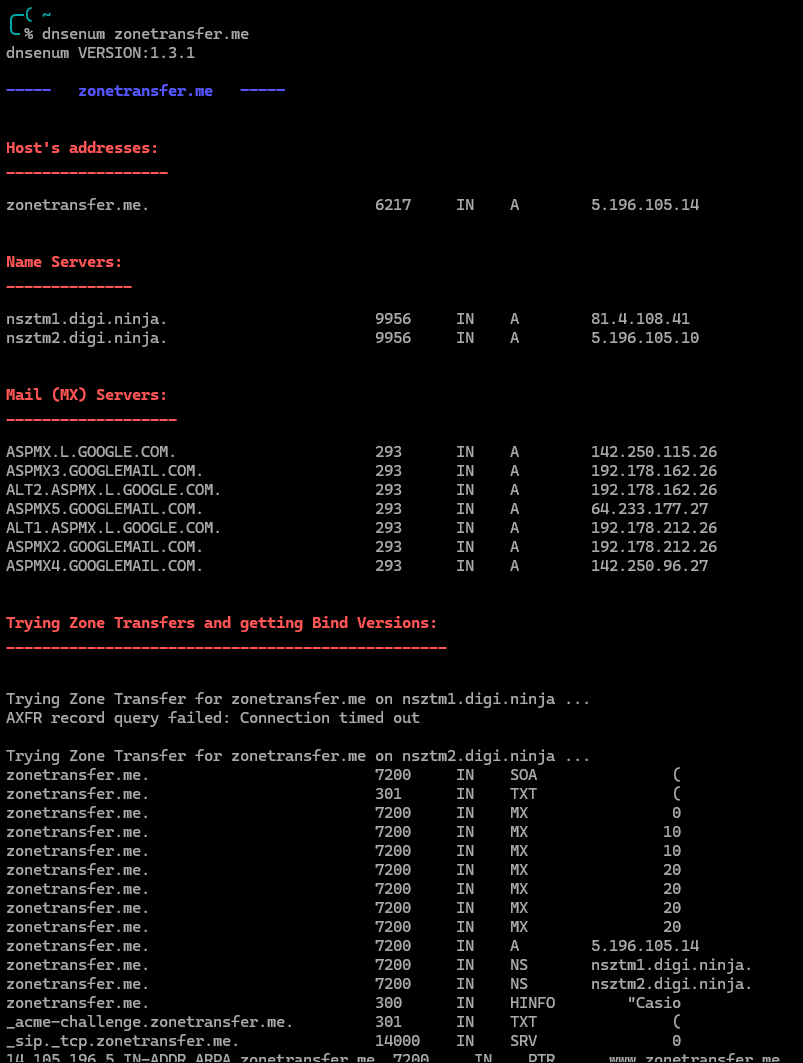 ~
% dnsenum zonetransfer.me
dnsenum VERSION:1.3.1
-----   zonetransfer.me   -----
Host's addresses:
__________________
zonetransfer.me.                         6217     IN    A        5.196.105.14
Name Servers:
______________
nsztm1.digi.ninja.                       9956     IN    A        81.4.108.41
nsztm2.digi.ninja.                       9956     IN    A        5.196.105.10
Mail (MX) Servers:
___________________
ASPMX.L.GOOGLE.COM.                      293      IN    A        142.250.115.26
ASPMX3.GOOGLEMAIL.COM.                   293      IN    A        192.178.162.26
ALT2.ASPMX.L.GOOGLE.COM.                 293      IN    A        192.178.162.26
ASPMX5.GOOGLEMAIL.COM.                   293      IN    A        64.233.177.27
ALT1.ASPMX.L.GOOGLE.COM.                 293      IN    A        192.178.212.26
ASPMX2.GOOGLEMAIL.COM.                   293      IN    A        192.178.212.26
ASPMX4.GOOGLEMAIL.COM.                   293      IN    A        142.250.96.27
Trying Zone Transfers and getting Bind Versions:
_________________________________________________
Trying Zone Transfer for zonetransfer.me on nsztm1.digi.ninja ...
AXFR record query failed: Connection timed out
Trying Zone Transfer for zonetransfer.me on nsztm2.digi.ninja ...
zonetransfer.me.                         7200     IN    SOA               (
zonetransfer.me.                         301      IN    TXT               (
zonetransfer.me.                         7200     IN    MX                0
zonetransfer.me.                         7200     IN    MX               10
zonetransfer.me.                         7200     IN    MX               10
zonetransfer.me.                         7200     IN    MX               20
zonetransfer.me.                         7200     IN    MX               20
zonetransfer.me.                         7200     IN    MX               20
zonetransfer.me.                         7200     IN    MX               20
zonetransfer.me.                         7200     IN    A        5.196.105.14
zonetransfer.me.                         7200     IN    NS       nsztm1.digi.ninja.
zonetransfer.me.                         7200     IN    NS       nsztm2.digi.ninja.
zonetransfer.me.                         300      IN    HINFO        "Casio
_acme-challenge.zonetransfer.me.         301      IN    TXT               (
_sip._tcp.zonetransfer.me.               14000    IN    SRV               0
14.105.196.5.IN-ADDR.ARPA.zonetransfer.me. 7200     IN    PTR      www.zonetransfer.me.